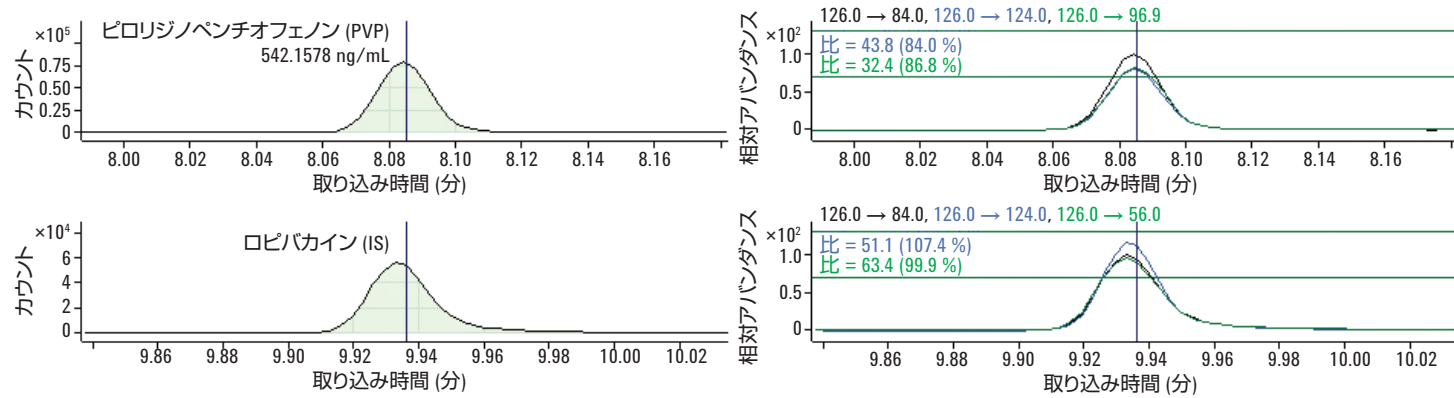 ×10⁵
ピロリジノペンチオフェノン (PVP)
542.1578 ng/mL
カウント
0.75
0.50
0.25
0
8.00 8.02 8.04 8.06 8.08 8.10 8.12 8.14 8.16
取り込み時間 (分)
126.0 → 84.0, 126.0 → 124.0, 126.0 → 96.9
×10²
比 = 43.8 (84.0 %)
比 = 32.4 (86.8 %)
相対アバンダンス
1.0
0.5
0
8.00 8.02 8.04 8.06 8.08 8.10 8.12 8.14 8.16
取り込み時間 (分)
×10⁴
ロピバカイン (IS)
カウント
6
4
2
0
9.86 9.88 9.90 9.92 9.94 9.96 9.98 10.00 10.02
取り込み時間 (分)
126.0 → 84.0, 126.0 → 124.0, 126.0 → 56.0
×10²
比 = 51.1 (107.4 %)
比 = 63.4 (99.9 %)
相対アバンダンス
1.0
0.5
0
9.86 9.88 9.90 9.92 9.94 9.96 9.98 10.00 10.02
取り込み時間 (分)